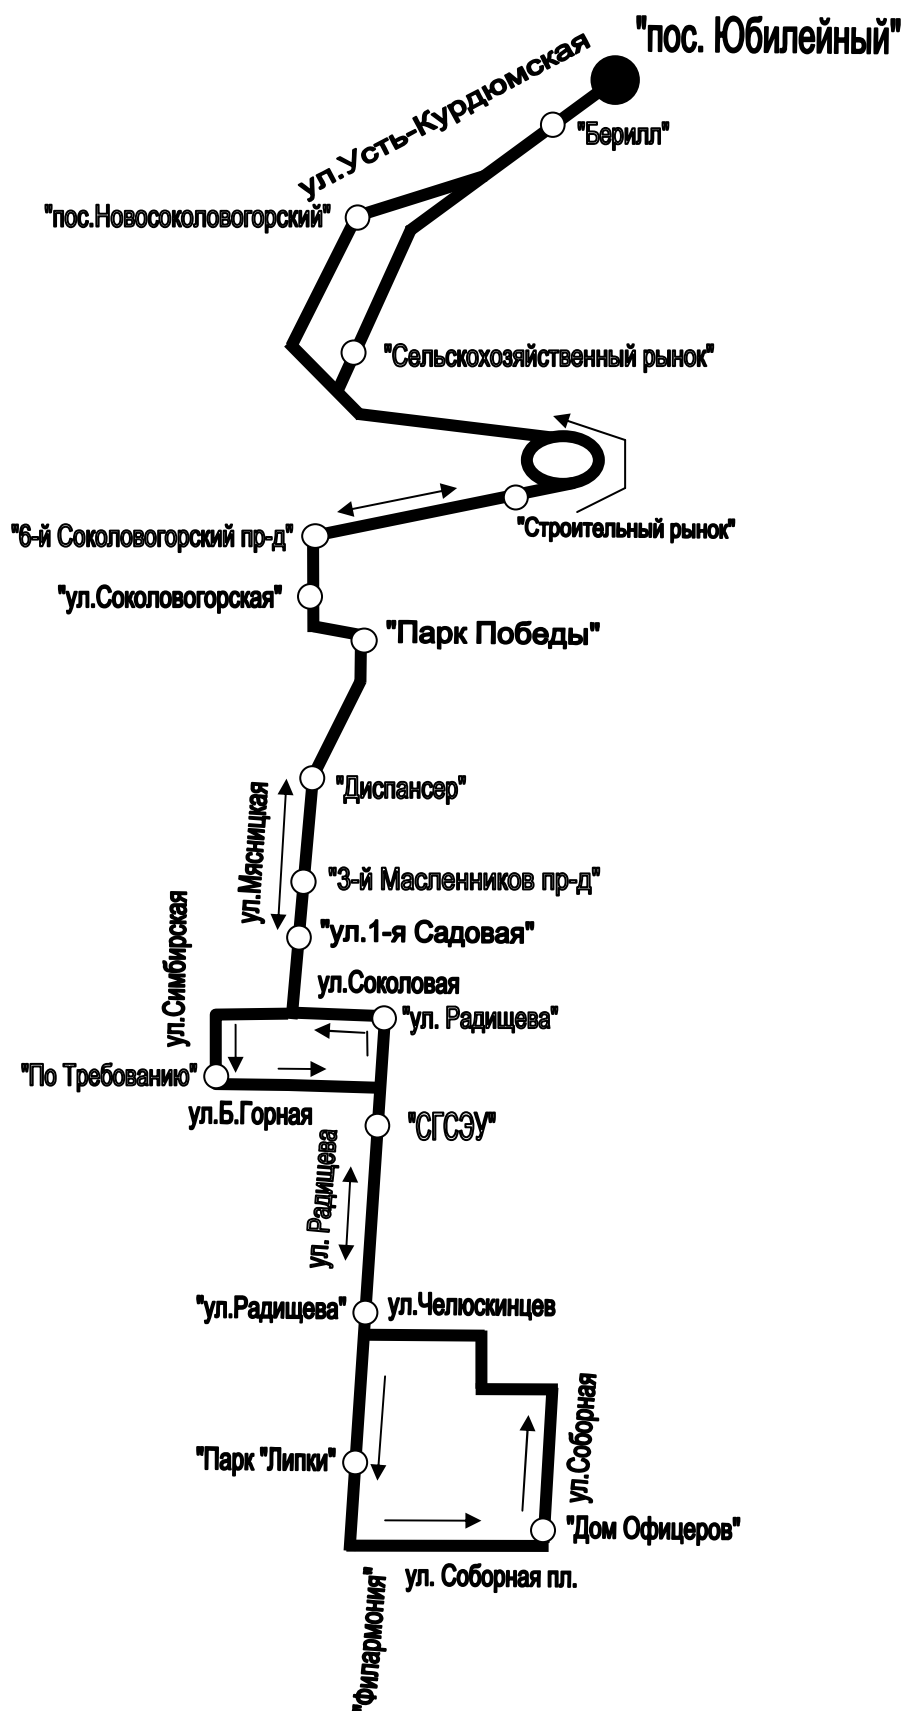 "пос. Юбилейный"
ул.Усть-Курдюмская
"Берилл"
"пос.Новосоколовогорский"
"Сельскохозяйственный рынок"
"Строительный рынок"
"6-й Соколовогорский пр-д"
"ул.Соколовогорская"
"Парк Победы"
"Диспансер"
ул.Мясницкая
"3-й Масленников пр-д"
"ул.1-я Садовая"
ул.Симбирская
ул.Соколовая
"ул. Радищева"
"По Требованию"
ул.Б.Горная
"СГСЭУ"
ул. Радищева
"ул.Радищева"
ул.Челюскинцев
ул.Соборная
"Парк "Липки"
"Дом Офицеров"
ул. Соборная пл.
"Филармония"